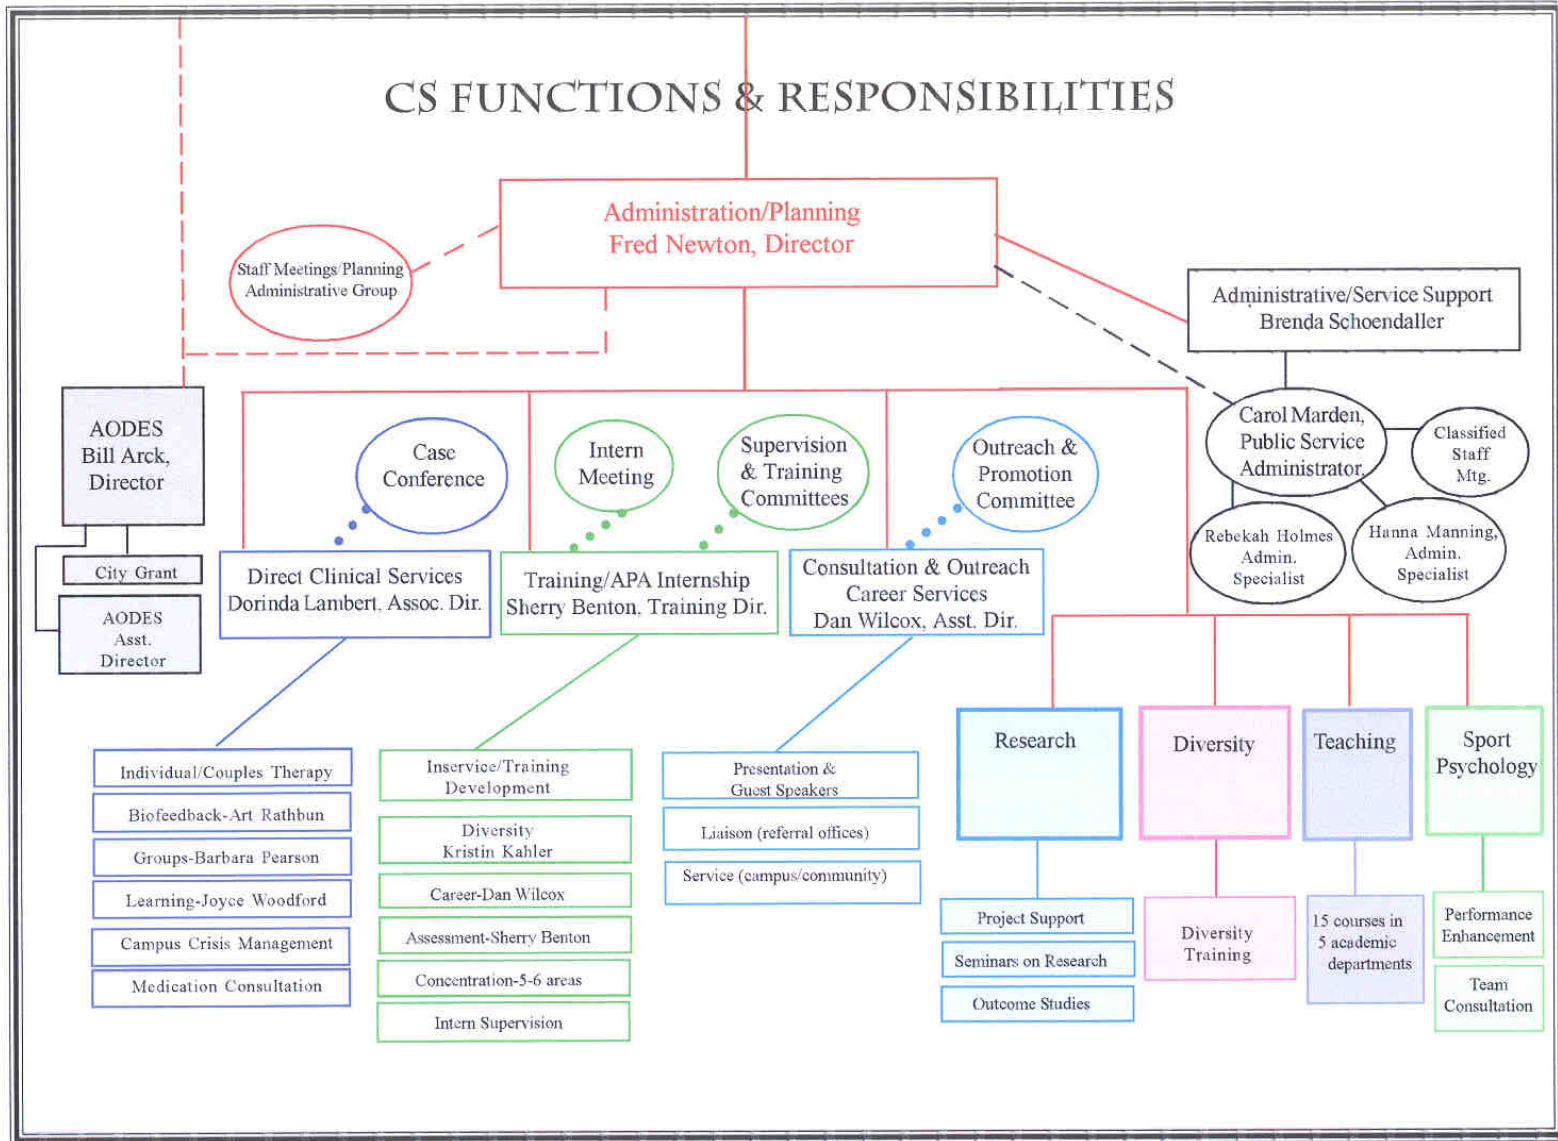 CS FUNCTIONS & RESPONSIBILITIES
Administration/Planning
Fred Newton, Director
Staff Meetings/Planning
Administrative Group
Administrative/Service Support
Brenda Schoendaller
AODES
Bill Arck,
Director
City Grant
AODES
Asst.
Director
Case
Conference
Intern
Meeting
Supervision
& Training
Committees
Outreach &
Promotion
Committee
Carol Marden,
Public Service
Administrator,
Classified
Staff
Mtg.
Rebekah Holmes
Admin.
Specialist
Hanna Manning,
Admin.
Specialist
Direct Clinical Services
Dorinda Lambert, Assoc. Dir.
Training/APA Internship
Sherry Benton, Training Dir.
Consultation & Outreach
Career Services
Dan Wilcox, Asst. Dir.
Individual/Couples Therapy
Biofeedback-Art Rathbun
Groups-Barbara Pearson
Learning-Joyce Woodford
Campus Crisis Management
Medication Consultation
Inservice/Training
Development
Diversity
Kristin Kahler
Career-Dan Wilcox
Assessment-Sherry Benton
Concentration-5-6 areas
Intern Supervision
Presentation &
Guest Speakers
Liaison (referral offices)
Service (campus/community)
Research
Project Support
Seminars on Research
Outcome Studies
Diversity
Diversity
Training
Teaching
15 courses in
5 academic
departments
Sport
Psychology
Performance
Enhancement
Team
Consultation